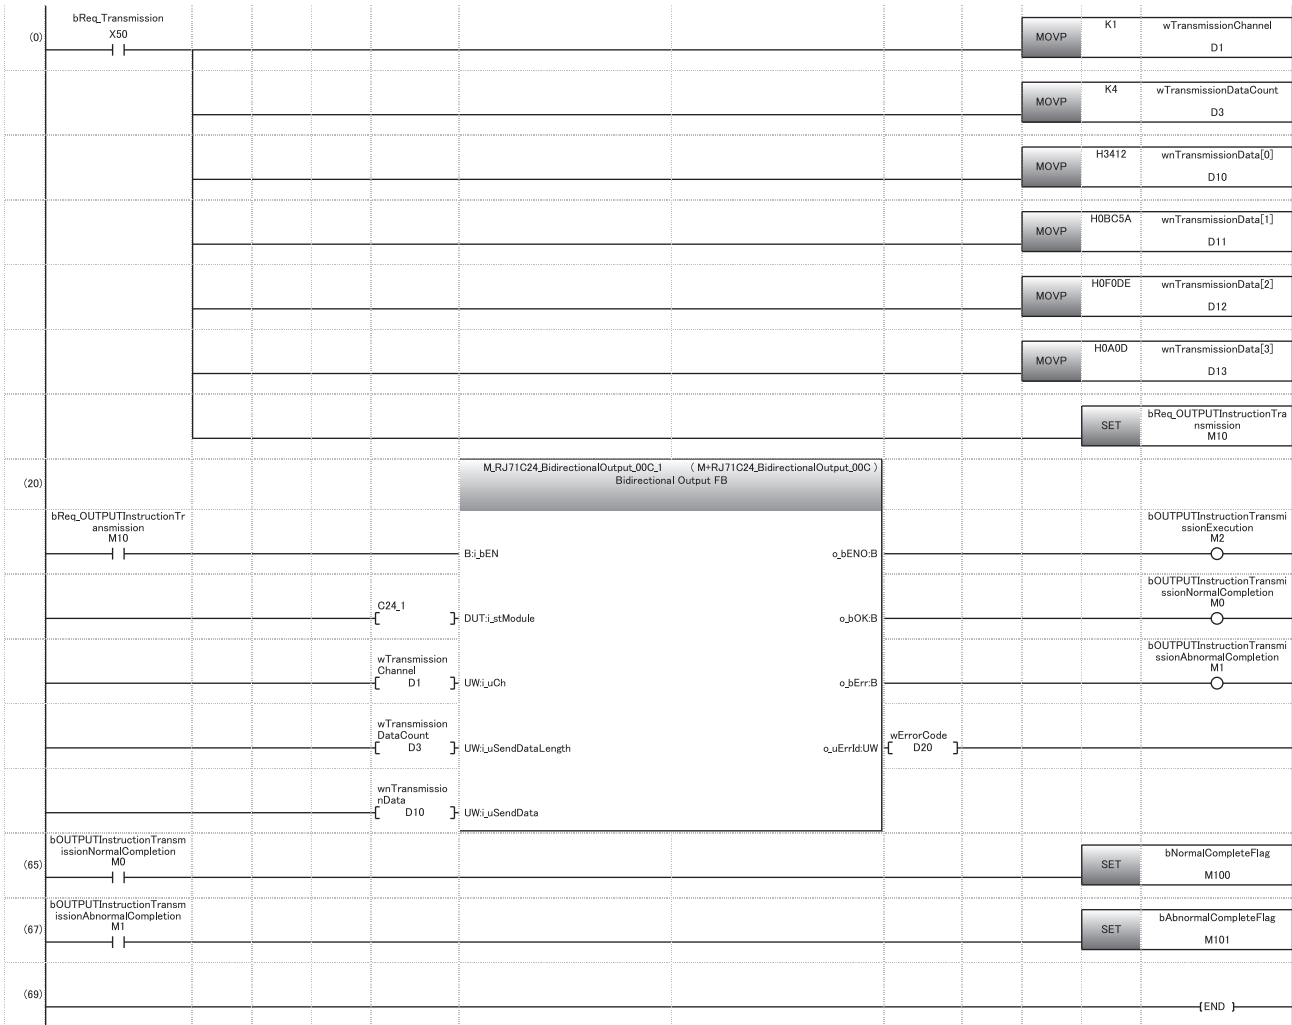 bReq_Transmission
(0)
X50
MOVP
K1
wTransmissionChannel
D1
MOVP
K4
wTransmissionDataCount
D3
MOVP
H3412
wnTransmissionData[0]
D10
MOVP
H0BC5A
wnTransmissionData[1]
D11
MOVP
H0F0DE
wnTransmissionData[2]
D12
MOVP
H0A0D
wnTransmissionData[3]
D13
SET
bReq_OUTPUTInstructionTra
nsmission
M10
(20)
M_RJ71C24_BidirectionalOutput_00C_1 (M+RJ71C24_BidirectionalOutput_00C)
Bidirectional Output FB
bReq_OUTPUTInstructionTr
ansmission
M10
B:i_bEN
o_bENO:B
bOUTPUTInstructionTransmi
ssionExecution
M2
C24_1
DUT:i_stModule
o_bOK:B
bOUTPUTInstructionTransmi
ssionNormalCompletion
M0
wTransmission
Channel
D1
UW:i_uCh
o_bErr:B
bOUTPUTInstructionTransmi
ssionAbnormalCompletion
M1
wTransmission
DataCount
D3
UW:i_uSendDataLength
o_uErrId:UW
wErrorCode
D20
wnTransmissio
nData
D10
UW:i_uSendData
(65)
bOUTPUTInstructionTransm
issionNormalCompletion
M0
SET
bNormalCompleteFlag
M100
(67)
bOUTPUTInstructionTransm
issionAbnormalCompletion
M1
SET
bAbnormalCompleteFlag
M101
(69)
END